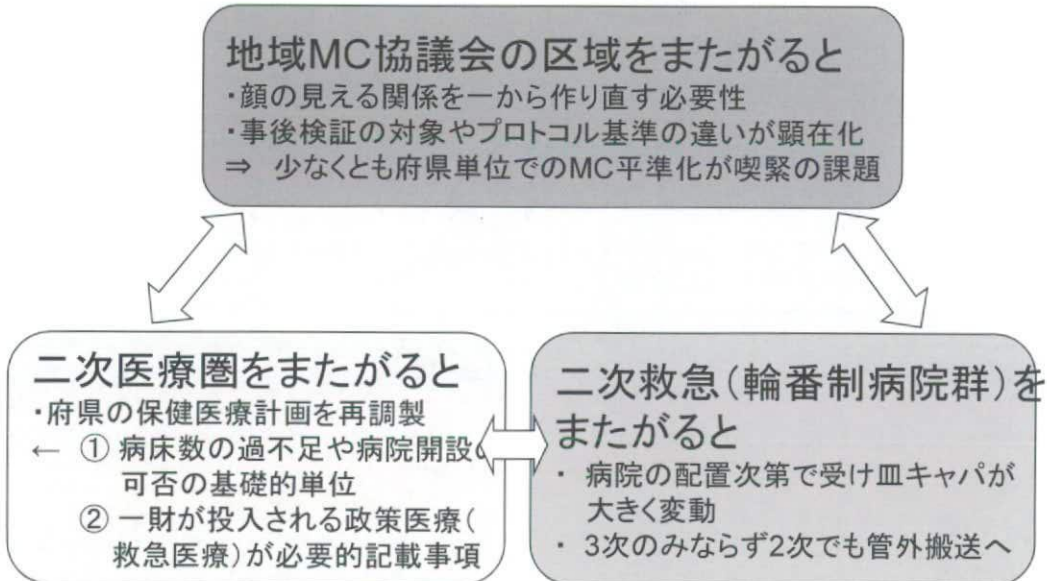 地域MC協議会の区域をまたがると
・顔の見える関係を一から作り直す必要性
・事後検証の対象やプロトコル基準の違いが顕在化
⇒ 少なくとも府県単位でのMC平準化が喫緊の課題
二次医療圏をまたがると
・府県の保健医療計画を再調製
← ① 病床数の過不足や病院開設
可否の基礎的単位
② 一財が投入される政策医療(
救急医療)が必要的記載事項
二次救急(輪番制病院群)を
またがると
・ 病院の配置次第で受け皿キャパが
大きく変動
・ 3次のみならず2次でも管外搬送へ